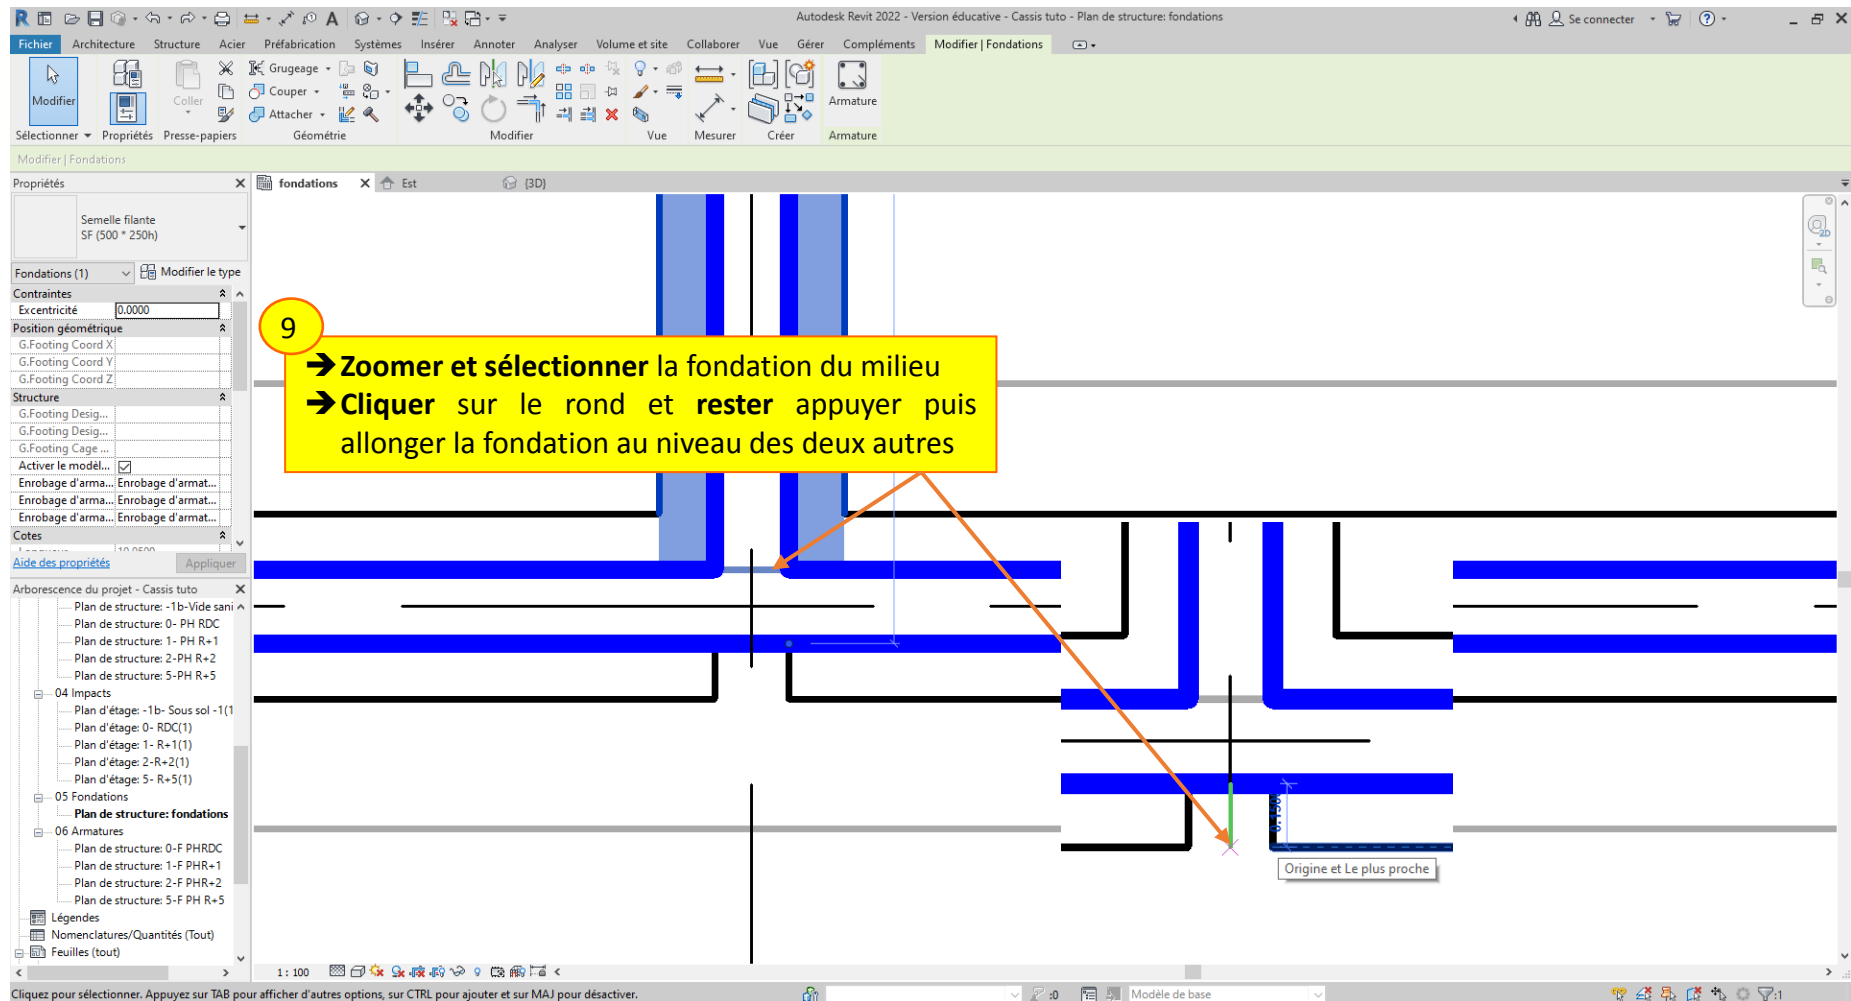 Autodesk Revit 2022 - Version éducative - Cassis tuto - Plan de structure: fondations
Se connecter
Fichier Architecture Structure Acier Préfabrication Systèmes Insérer Annoter Analyser Volume et site Collaborer Vue Gérer Compléments Modifier | Fondations
Modifier
Coller
Grugeage
Couper
Attacher
Armature
Sélectionner Propriétés Presse-papiers Géométrie Modifier Vue Mesurer Créer Armature
Modifier | Fondations
Propriétés
fondations Est {3D}
Semelle filante
SF (500 * 250h)
Fondations (1) Modifier le type
Contraintes
Excentricité 0.0000
Position géométrique
G.Footing Coord X
G.Footing Coord Y
G.Footing Coord Z
Structure
G.Footing Desig...
G.Footing Desig...
G.Footing Cage ...
Activer le modèl...
Enrobage d'arma... Enrobage d'armat...
Enrobage d'arma... Enrobage d'armat...
Enrobage d'arma... Enrobage d'armat...
Cotes
Aide des propriétés Appliquer
Arborescence du projet - Cassis tuto
Plan de structure: -1b-Vide sani
Plan de structure: 0- PH RDC
Plan de structure: 1- PH R+1
Plan de structure: 2-PH R+2
Plan de structure: 5-PH R+5
04 Impacts
Plan d'étage: -1b- Sous sol -1(1
Plan d'étage: 0- RDC(1)
Plan d'étage: 1- R+1(1)
Plan d'étage: 2-R+2(1)
Plan d'étage: 5- R+5(1)
05 Fondations
Plan de structure: fondations
06 Armatures
Plan de structure: 0-F PHRDC
Plan de structure: 1-F PHR+1
Plan de structure: 2-F PHR+2
Plan de structure: 5-F PH R+5
Légendes
Nomenclatures/Quantités (Tout)
Feuilles (tout)
9
➔ Zoomer et sélectionner la fondation du milieu
➔ Cliquer sur le rond et rester appuyer puis
allonger la fondation au niveau des deux autres
Origine et Le plus proche
1 : 100
Cliquez pour sélectionner. Appuyez sur TAB pour afficher d'autres options, sur CTRL pour ajouter et sur MAJ pour désactiver.
:0
Modèle de base
:1